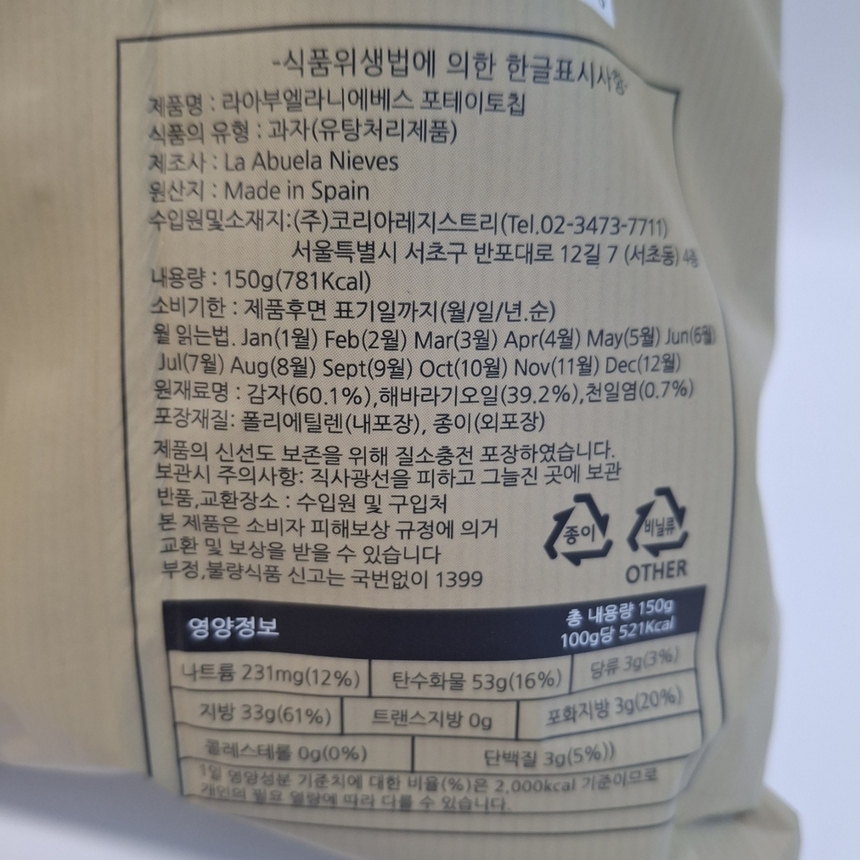 -식품위생법에 의한 한글표시사항-
제품명 : 라아부엘라니에베스 포테이토칩
식품의 유형 : 과자(유탕처리제품)
제조사 : La Abuela Nieves
원산지 : Made in Spain
수입원및소재지:(주)코리아레지스트리(Tel.02-3473-7711)
서울특별시 서초구 반포대로 12길 7 (서초동) 4층
내용량 : 150g(781Kcal)
소비기한 : 제품후면 표기일까지(월/일/년.순)
월 읽는법. Jan(1월) Feb(2월) Mar(3월) Apr(4월) May(5월) Jun(6월)
Jul(7월) Aug(8월) Sept(9월) Oct(10월) Nov(11월) Dec(12월)
원재료명 : 감자(60.1%),해바라기오일(39.2%),천일염(0.7%)
포장재질: 폴리에틸렌(내포장), 종이(외포장)
제품의 신선도 보존을 위해 질소충전 포장하였습니다.
보관시 주의사항: 직사광선을 피하고 그늘진 곳에 보관
반품,교환장소 : 수입원 및 구입처
본 제품은 소비자 피해보상 규정에 의거
교환 및 보상을 받을 수 있습니다
부정,불량식품 신고는 국번없이 1399
종이
비닐류
OTHER
영양정보
총 내용량 150g
100g당 521Kcal
나트륨 231mg(12%) 탄수화물 53g(16%) 당류 3g(3%)
지방 33g(61%) 트랜스지방 0g 포화지방 3g(20%)
콜레스테롤 0g(0%) 단백질 3g(5%))
1일 영양성분 기준치에 대한 비율(%)은 2,000kcal 기준이므로
개인의 필요 열량에 따라 다를 수 있습니다.